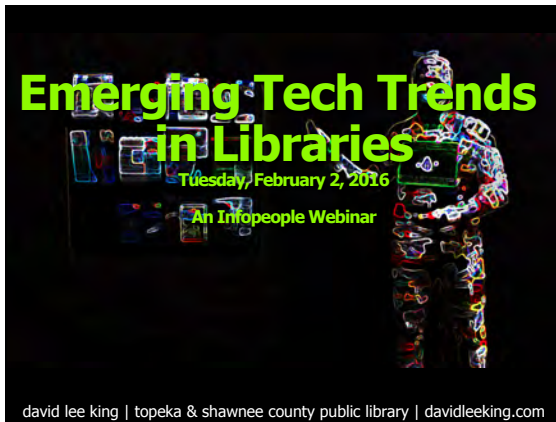 Emerging Tech Trends
in Libraries
Tuesday, February 2, 2016
An Infopeople Webinar
david lee king | topeka & shawnee county public library | davidleeking.com